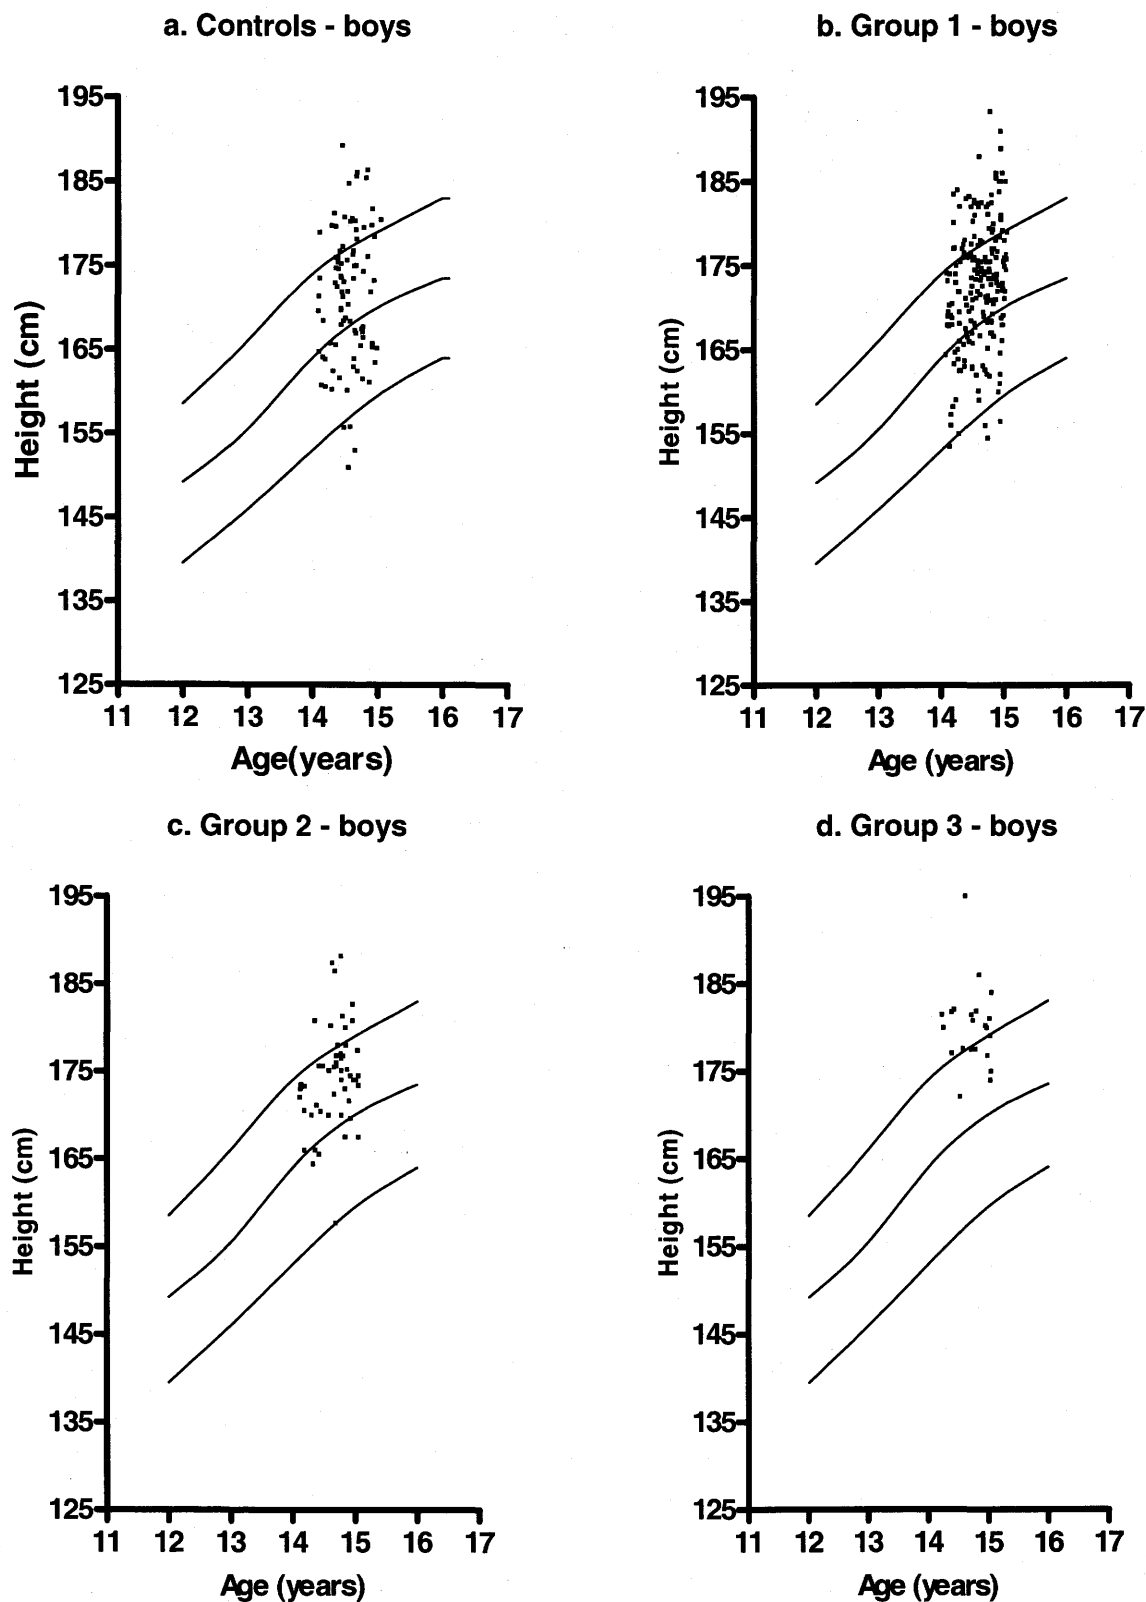 a. Controls - boys
b. Group 1 - boys
195
185
175
165
155
145
135
125
Height (cm)
11 12 13 14 15 16 17
Age(years)
195
185
175
165
155
145
135
125
Height (cm)
11 12 13 14 15 16 17
Age (years)
c. Group 2 - boys
d. Group 3 - boys
195
185
175
165
155
145
135
125
Height (cm)
11 12 13 14 15 16 17
Age (years)
195
185
175
165
155
145
135
125
Height (cm)
11 12 13 14 15 16 17
Age (years)